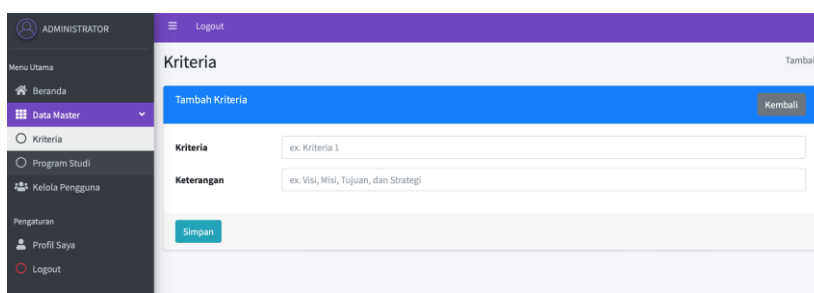 ADMINISTRATOR
Logout
Menu Utama
Beranda
Data Master
Kriteria
Program Studi
Kelola Pengguna
Pengaturan
Profil Saya
Logout
Kriteria
Tambah Kriteria
Kembali
Kriteria ex. Kriteria 1
Keterangan ex. Visi, Misi, Tujuan, dan Strategi
Simpan